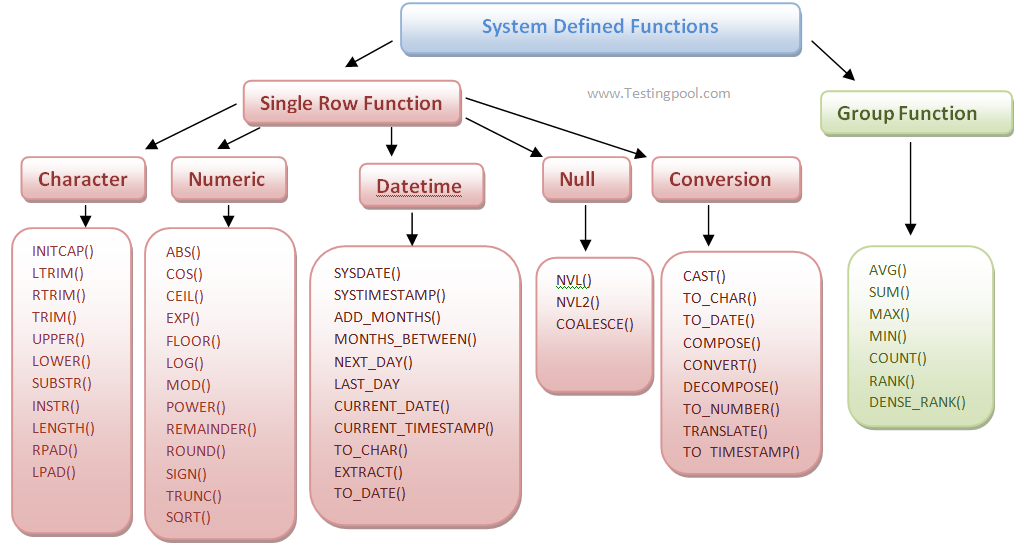 System Defined Functions
www.Testingpool.com
Single Row Function
Group Function
Character
Numeric
Datetime
Null
Conversion
INITCAP()
LTRIM()
RTRIM()
TRIM()
UPPER()
LOWER()
SUBSTR()
INSTR()
LENGTH()
RPAD()
LPAD()
ABS()
COS()
CEIL()
EXP()
FLOOR()
LOG()
MOD()
POWER()
REMAINDER()
ROUND()
SIGN()
TRUNC()
SQRT()
SYSDATE()
SYSTIMESTAMP()
ADD_MONTHS()
MONTHS_BETWEEN()
NEXT_DAY()
LAST_DAY
CURRENT_DATE()
CURRENT_TIMESTAMP()
TO_CHAR()
EXTRACT()
TO_DATE()
NVL()
NVL2()
COALESCE()
CAST()
TO_CHAR()
TO_DATE()
COMPOSE()
CONVERT()
DECOMPOSE()
TO_NUMBER()
TRANSLATE()
TO_TIMESTAMP()
AVG()
SUM()
MAX()
MIN()
COUNT()
RANK()
DENSE_RANK()